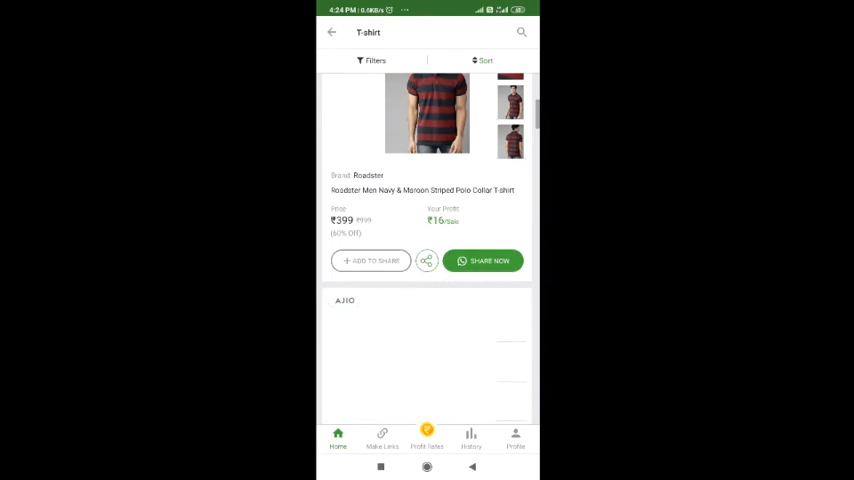 4:24 PM | 0.6KB/s
T-shirt
Filters
Sort
Brand: Roadster
Roadster Men Navy & Maroon Striped Polo Collar T-shirt
Price
Your Profit
₹399 ₹999
₹16/Sale
(60% Off)
+ ADD TO SHARE
SHARE NOW
AJIO
Home
Make Links
Profit Rates
History
Profile